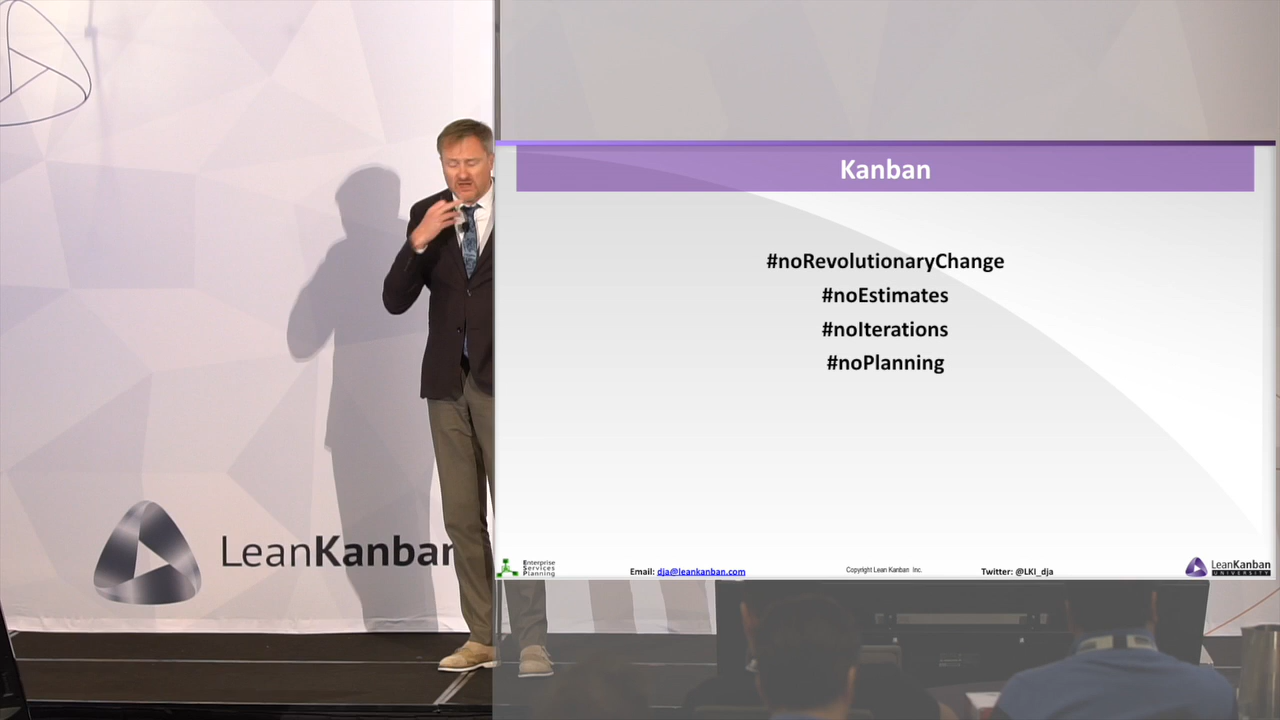 LeanKanban
Kanban
#noRevolutionaryChange
#noEstimates
#noIterations
#noPlanning
Enterprise
Services
Planning
Email: dja@leankanban.com
Copyright Lean Kanban Inc.
Twitter: @LKI_dja
LeanKanban
UNIVERSITY